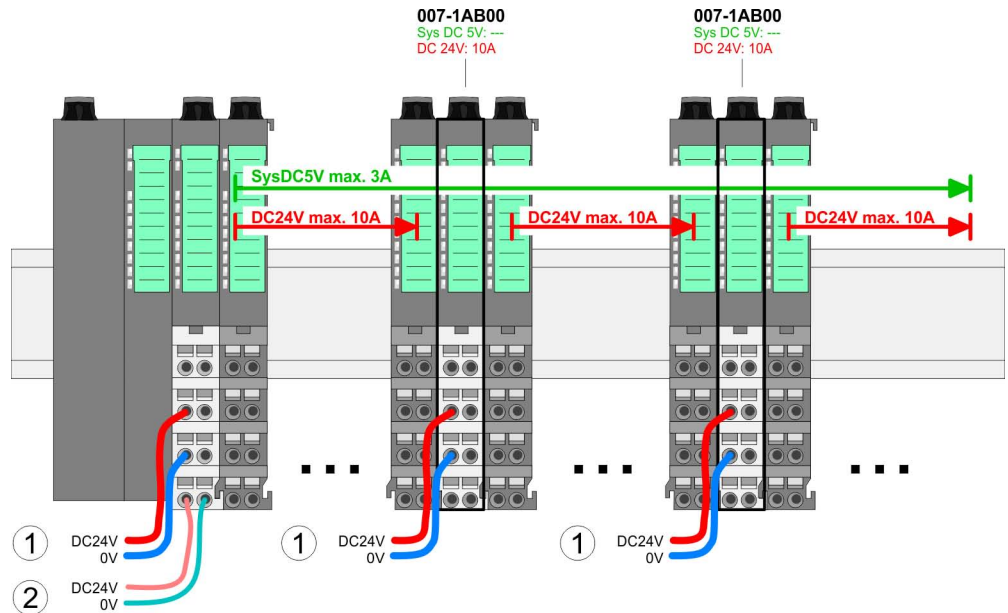 007-1AB00
Sys DC 5V: ---
DC 24V: 10A
007-1AB00
Sys DC 5V: ---
DC 24V: 10A
SysDC5V max. 3A
DC24V max. 10A
DC24V max. 10A
DC24V max. 10A
1
DC24V
0V
1
DC24V
0V
1
DC24V
0V
2
DC24V
0V